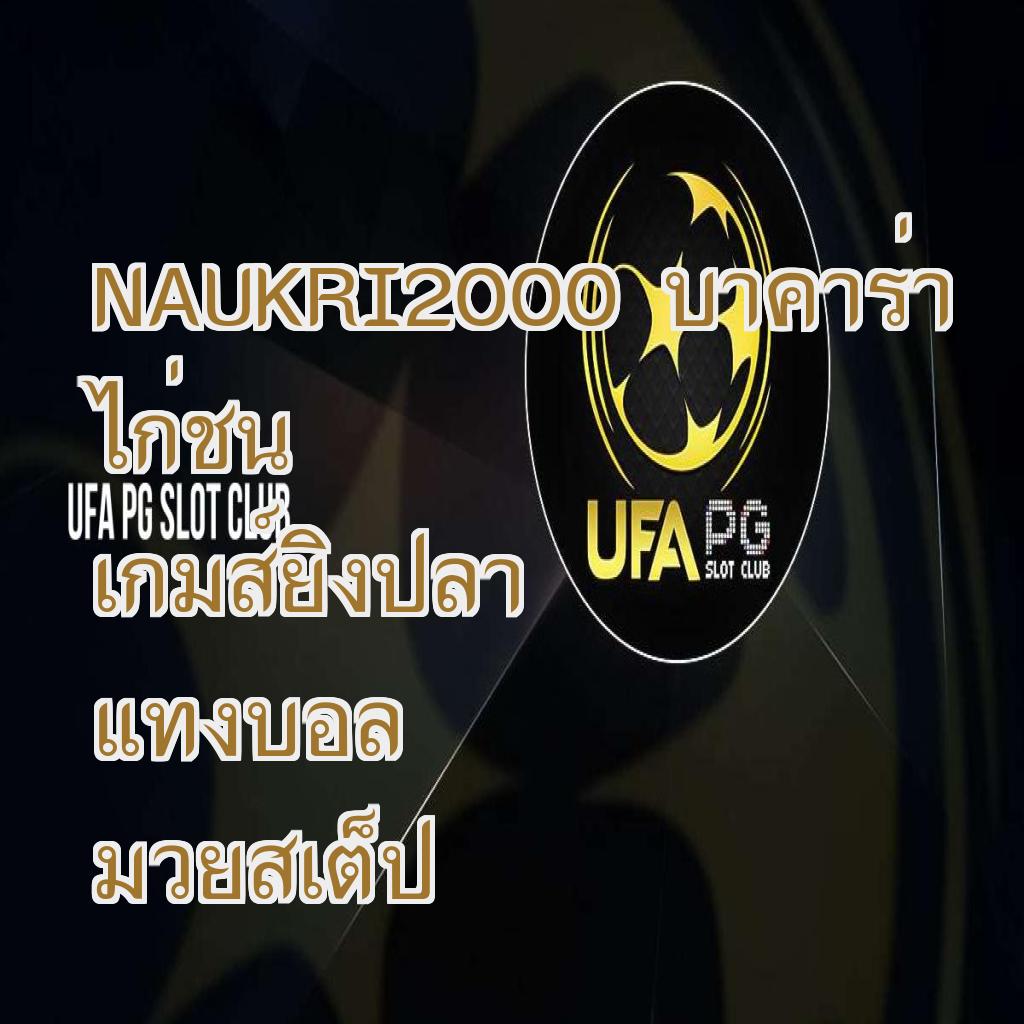 NAUKRI2000 บาคาร่า
ไก่ชน
UFA PG SLOT CLUB
เกมส์ยิงปลา
แทงบอล
มวยสเต็ป
UFA PG
SLOT CLUB